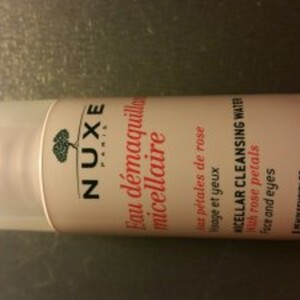 NUXE
PARIS
Eau démaquillante
micellaire
aux pétales de rose
Visage et yeux
MICELLAR CLEANSING WATER
With rose petals
Face and eyes